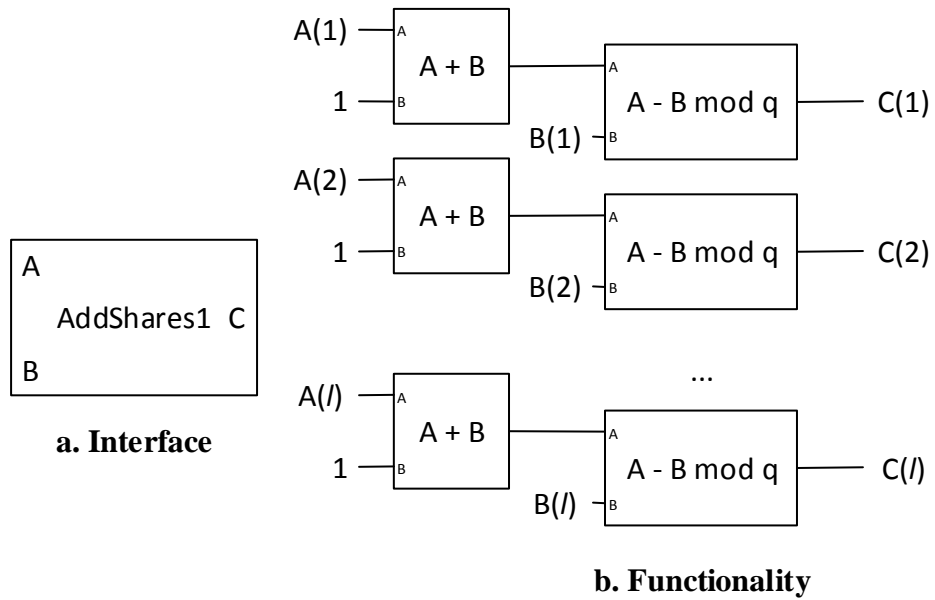 A(1)
A
A + B
1
B
A
A - B mod q
C(1)
B(1)
B
A(2)
A
A + B
1
B
A
A - B mod q
C(2)
B(2)
B
A
AddShares1 C
B
a. Interface
...
A(l)
A
A + B
1
B
A
A - B mod q
C(l)
B(l)
B
b. Functionality